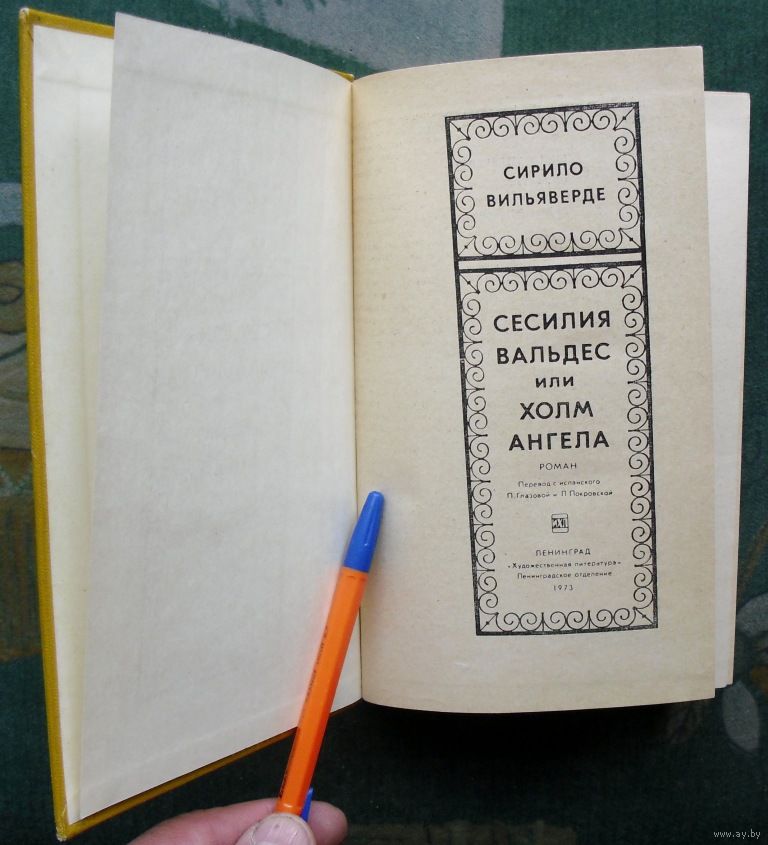 СИРИЛО
ВИЛЬЯВЕРДЕ
СЕСИЛИЯ
ВАЛЬДЕС
ИЛИ
ХОЛМ
АНГЕЛА
РОМАН
Перевод с испанского
П. Глазовой и П. Покровской
ЛЕНИНГРАД
«Художественная литература»
Ленинградское отделение
1973
www.ay.by